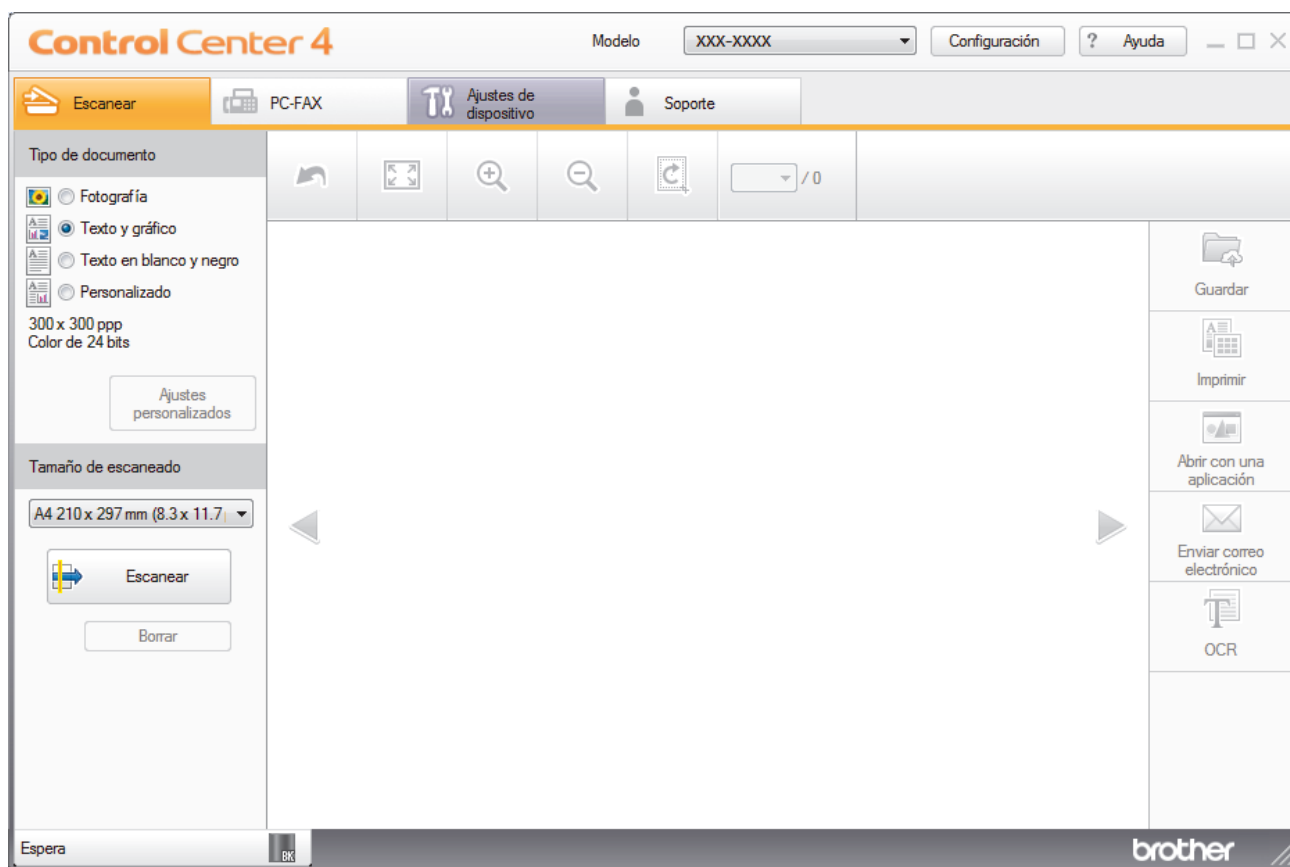 Control Center 4
Modelo
XXX-XXXX
Configuración
? Ayuda
Escanear
PC-FAX
Ajustes de
dispositivo
Soporte
Tipo de documento
Fotografía
Texto y gráfico
Texto en blanco y negro
Personalizado
300 x 300 ppp
Color de 24 bits
Ajustes
personalizados
Tamaño de escaneado
A4 210 x 297 mm (8.3 x 11.7
Escanear
Borrar
/ 0
Guardar
Imprimir
Abrir con una
aplicación
Enviar correo
electrónico
OCR
Espera
BK
brother